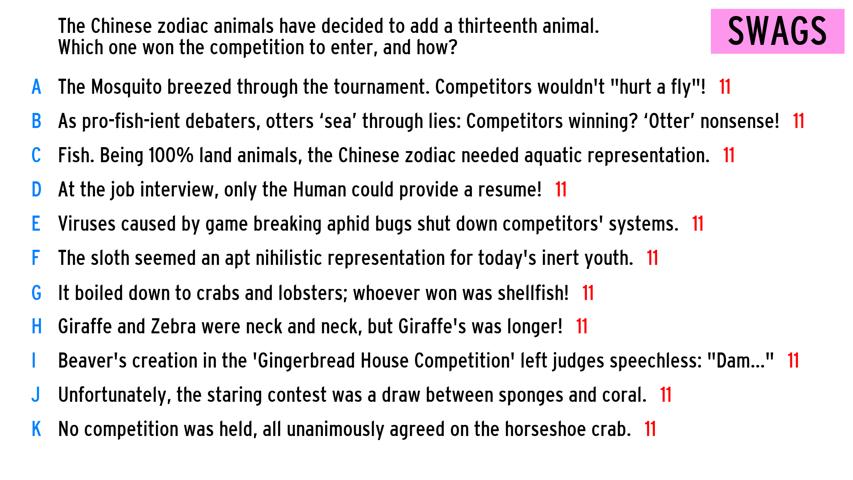 The Chinese zodiac animals have decided to add a thirteenth animal.
Which one won the competition to enter, and how?
SWAGS
A The Mosquito breezed through the tournament. Competitors wouldn't "hurt a fly"! 11
B As pro-fish-ient debaters, otters ‘sea’ through lies: Competitors winning? ‘Otter’ nonsense! 11
C Fish. Being 100% land animals, the Chinese zodiac needed aquatic representation. 11
D At the job interview, only the Human could provide a resume! 11
E Viruses caused by game breaking aphid bugs shut down competitors' systems. 11
F The sloth seemed an apt nihilistic representation for today's inert youth. 11
G It boiled down to crabs and lobsters; whoever won was shellfish! 11
H Giraffe and Zebra were neck and neck, but Giraffe's was longer! 11
I Beaver's creation in the 'Gingerbread House Competition' left judges speechless: "Dam..." 11
J Unfortunately, the staring contest was a draw between sponges and coral. 11
K No competition was held, all unanimously agreed on the horseshoe crab. 11